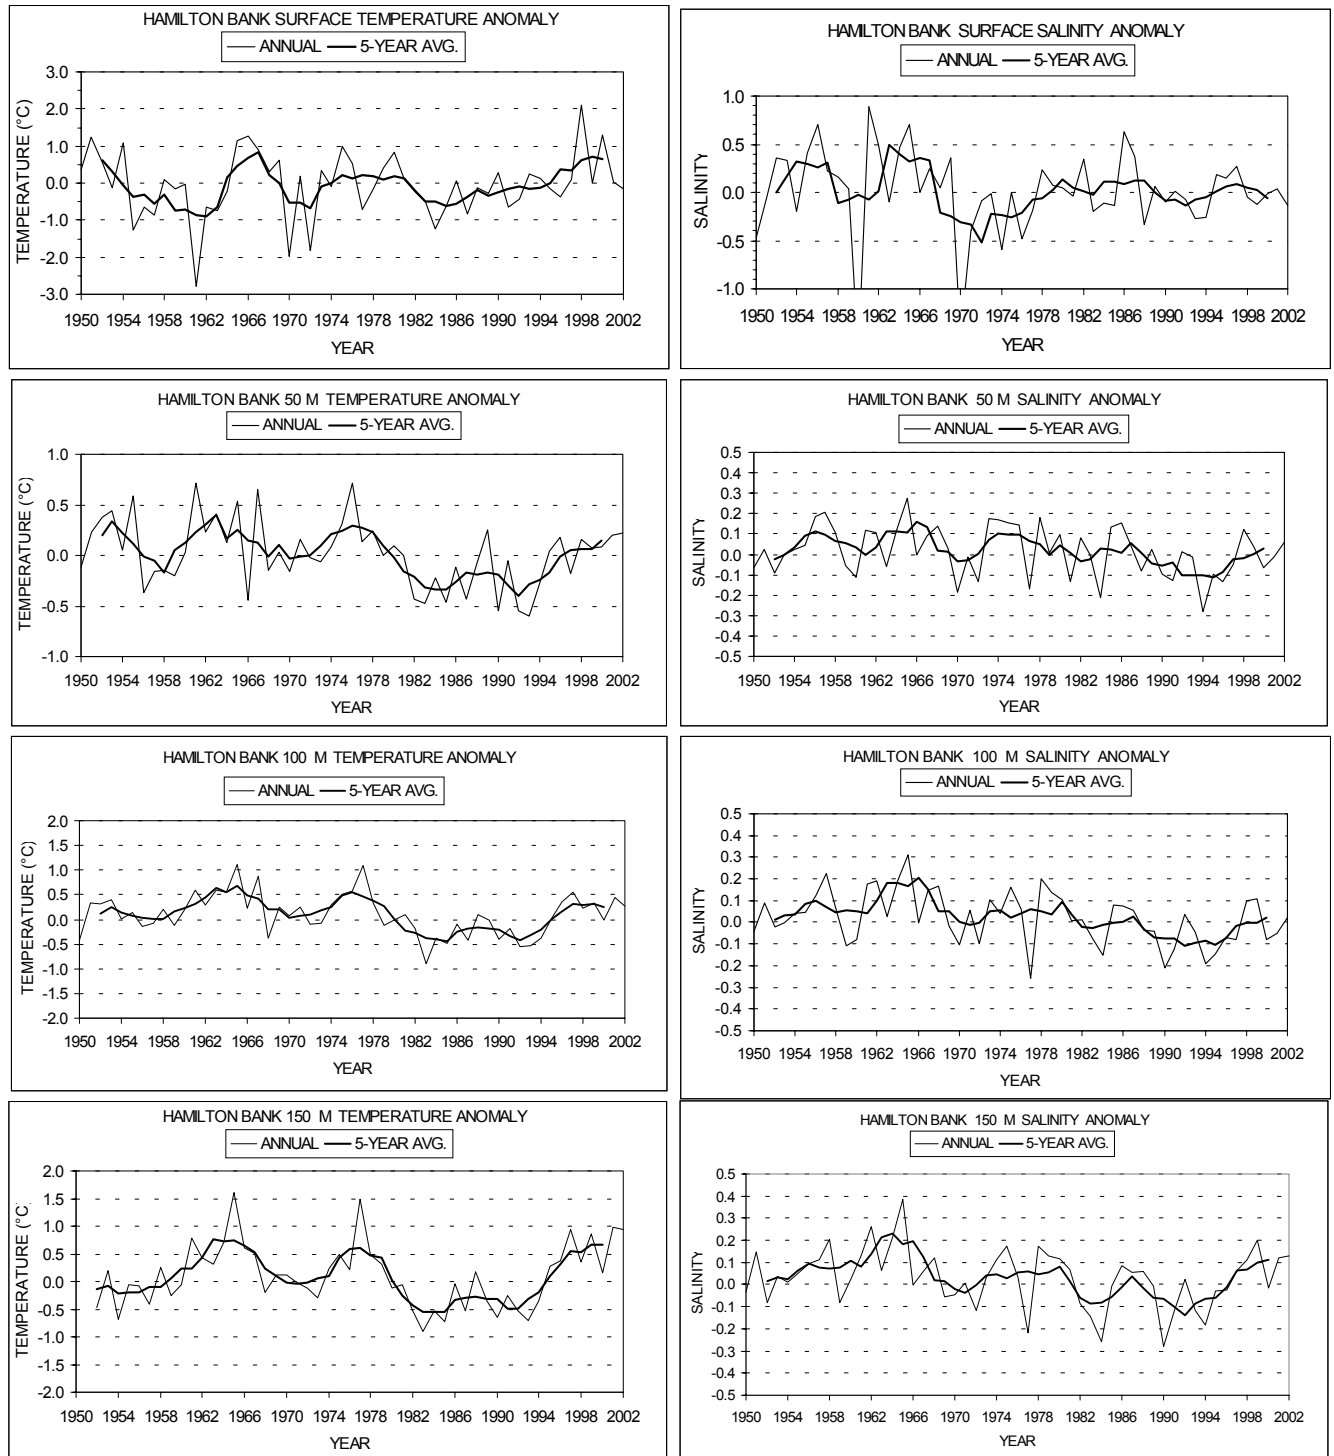 HAMILTON BANK SURFACE TEMPERATURE ANOMALY
ANNUAL 5-YEAR AVG.
3.0
2.0
1.0
0.0
-1.0
-2.0
-3.0
TEMPERATURE (°C)
1950 1954 1958 1962 1966 1970 1974 1978 1982 1986 1990 1994 1998 2002
YEAR
HAMILTON BANK SURFACE SALINITY ANOMALY
ANNUAL 5-YEAR AVG.
1.0
0.5
0.0
-0.5
-1.0
SALINITY
1950 1954 1958 1962 1966 1970 1974 1978 1982 1986 1990 1994 1998 2002
YEAR
HAMILTON BANK 50 M TEMPERATURE ANOMALY
ANNUAL 5-YEAR AVG.
1.0
0.5
0.0
-0.5
-1.0
TEMPERATURE (°C)
1950 1954 1958 1962 1966 1970 1974 1978 1982 1986 1990 1994 1998 2002
YEAR
HAMILTON BANK 50 M SALINITY ANOMALY
ANNUAL 5-YEAR AVG.
0.5
0.4
0.3
0.2
0.1
0.0
-0.1
-0.2
-0.3
-0.4
-0.5
SALINITY
1950 1954 1958 1962 1966 1970 1974 1978 1982 1986 1990 1994 1998 2002
YEAR
HAMILTON BANK 100 M TEMPERATURE ANOMALY
ANNUAL 5-YEAR AVG.
2.0
1.5
1.0
0.5
0.0
-0.5
-1.0
-1.5
-2.0
TEMPERATURE (°C)
1950 1954 1958 1962 1966 1970 1974 1978 1982 1986 1990 1994 1998 2002
YEAR
HAMILTON BANK 100 M SALINITY ANOMALY
ANNUAL 5-YEAR AVG.
0.5
0.4
0.3
0.2
0.1
0.0
-0.1
-0.2
-0.3
-0.4
-0.5
SALINITY
1950 1954 1958 1962 1966 1970 1974 1978 1982 1986 1990 1994 1998 2002
YEAR
HAMILTON BANK 150 M TEMPERATURE ANOMALY
ANNUAL 5-YEAR AVG.
2.0
1.5
1.0
0.5
0.0
-0.5
-1.0
-1.5
-2.0
TEMPERATURE (°C
1950 1954 1958 1962 1966 1970 1974 1978 1982 1986 1990 1994 1998 2002
YEAR
HAMILTON BANK 150 M SALINITY ANOMALY
ANNUAL 5-YEAR AVG.
0.5
0.4
0.3
0.2
0.1
0.0
-0.1
-0.2
-0.3
-0.4
-0.5
SALINITY
1950 1954 1958 1962 1966 1970 1974 1978 1982 1986 1990 1994 1998 2002
YEAR